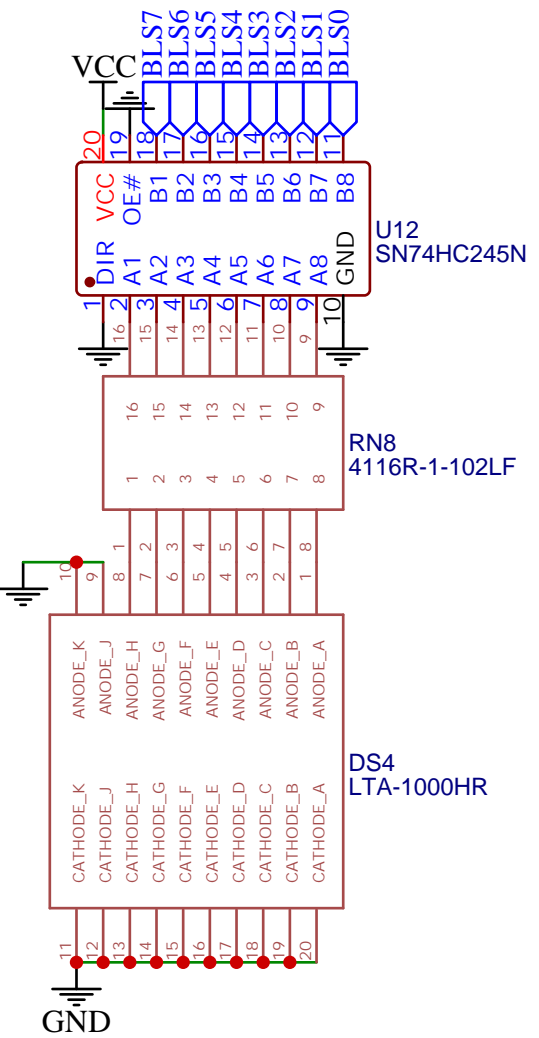 BLS7
BLS6
BLS5
BLS4
BLS3
BLS2
BLS1
BLS0
VCC
20
19
18
17
16
15
14
13
12
11
VCC
OE#
B1
B2
B3
B4
B5
B6
B7
B8
U12
SN74HC245N
DIR
A1
A2
A3
A4
A5
A6
A7
A8
GND
1
2
3
4
5
6
7
8
9
10
16
15
14
13
12
11
10
9
16
15
14
13
12
11
10
9
RN8
4116R-1-102LF
1
2
3
4
5
6
7
8
1
2
3
4
5
6
7
8
10
9
8
7
6
5
4
3
2
1
ANODE_K
ANODE_J
ANODE_H
ANODE_G
ANODE_F
ANODE_E
ANODE_D
ANODE_C
ANODE_B
ANODE_A
DS4
LTA-1000HR
CATHODE_K
CATHODE_J
CATHODE_H
CATHODE_G
CATHODE_F
CATHODE_E
CATHODE_D
CATHODE_C
CATHODE_B
CATHODE_A
11
12
13
14
15
16
17
18
19
20
GND